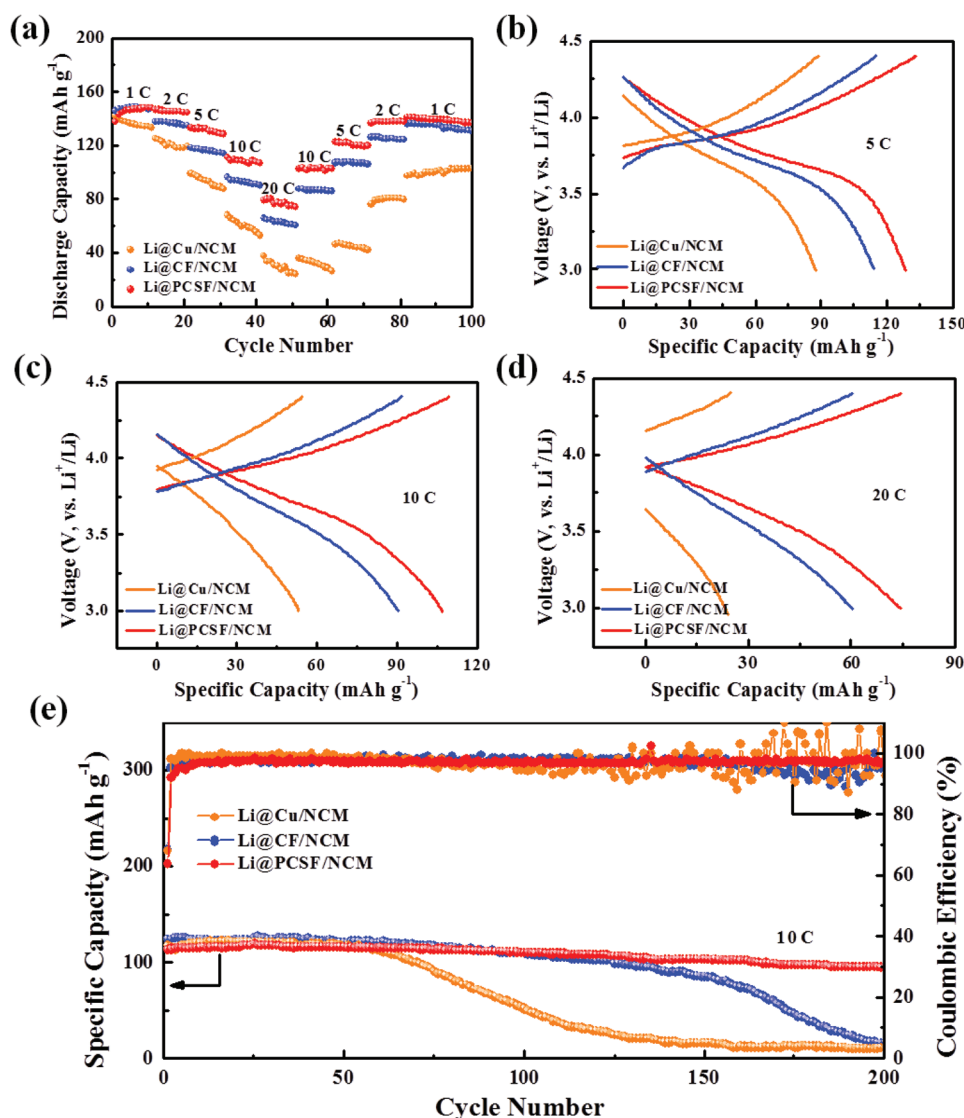 (a)
200
160
120
80
40
0
Discharge Capacity (mAh g-1)
1 C
2 C
5 C
10 C
20 C
10 C
5 C
2 C
1 C
Li@Cu/NCM
Li@CF/NCM
Li@PCSF/NCM
0 20 40 60 80 100
Cycle Number
(b)
4.5
4.0
3.5
3.0
Voltage (V, vs. Li+/Li)
5 C
Li@Cu/NCM
Li@CF/NCM
Li@PCSF/NCM
0 30 60 90 120 150
Specific Capacity (mAh g-1)
(c)
4.5
4.0
3.5
3.0
Voltage (V, vs. Li+/Li)
10 C
Li@Cu/NCM
Li@CF/NCM
Li@PCSF/NCM
0 30 60 90 120
Specific Capacity (mAh g-1)
(d)
4.5
4.0
3.5
3.0
Voltage (V, vs. Li+/Li)
20 C
Li@Cu/NCM
Li@CF/NCM
Li@PCSF/NCM
0 30 60 90
Specific Capacity (mAh g-1)
(e)
300
200
100
0
Specific Capacity (mAh g-1)
Li@Cu/NCM
Li@CF/NCM
Li@PCSF/NCM
10 C
100
80
60
40
20
0
Coulombic Efficiency (%)
0 50 100 150 200
Cycle Number